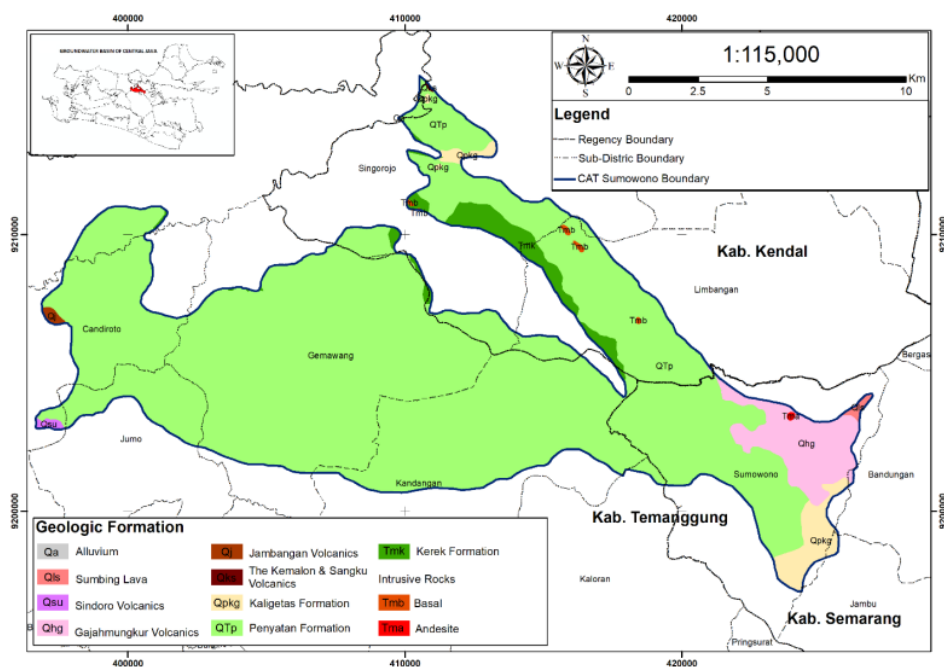 400000
410000
420000
GROUNDWATER BASIN OF CENTRAL JAVA
N
W
E
S
1:115,000
0
2.5
5
10
Km
Legend
Regency Boundary
Sub-Distric Boundary
CAT Sumowono Boundary
Qpkg
QTp
Qpkg
Qpkg
Singorojo
Tmb
Tmb
9210000
9210000
Tmb
Tmk
Tmb
Kab. Kendal
Limbangan
Qj
Candiroto
Tmb
Gemawang
Bergas
QTp
Qsu
Tma
Jumo
Qhg
Sumowono
Bandungan
Kandangan
9200000
9200000
Kab. Temanggung
Qpkg
Kaloran
Jambu
Kab. Semarang
Pringsurat
Geologic Formation
Qa Alluvium
Qls Sumbing Lava
Qsu Sindoro Volcanics
Qhg Gajahmungkur Volcanics
Qj Jambangan Volcanics
Qks The Kemalon & Sangku Volcanics
Qpkg Kaligetas Formation
QTp Penyatan Formation
Tmk Kerek Formation
Intrusive Rocks
Tmb Basal
Tma Andesite
400000
410000
420000